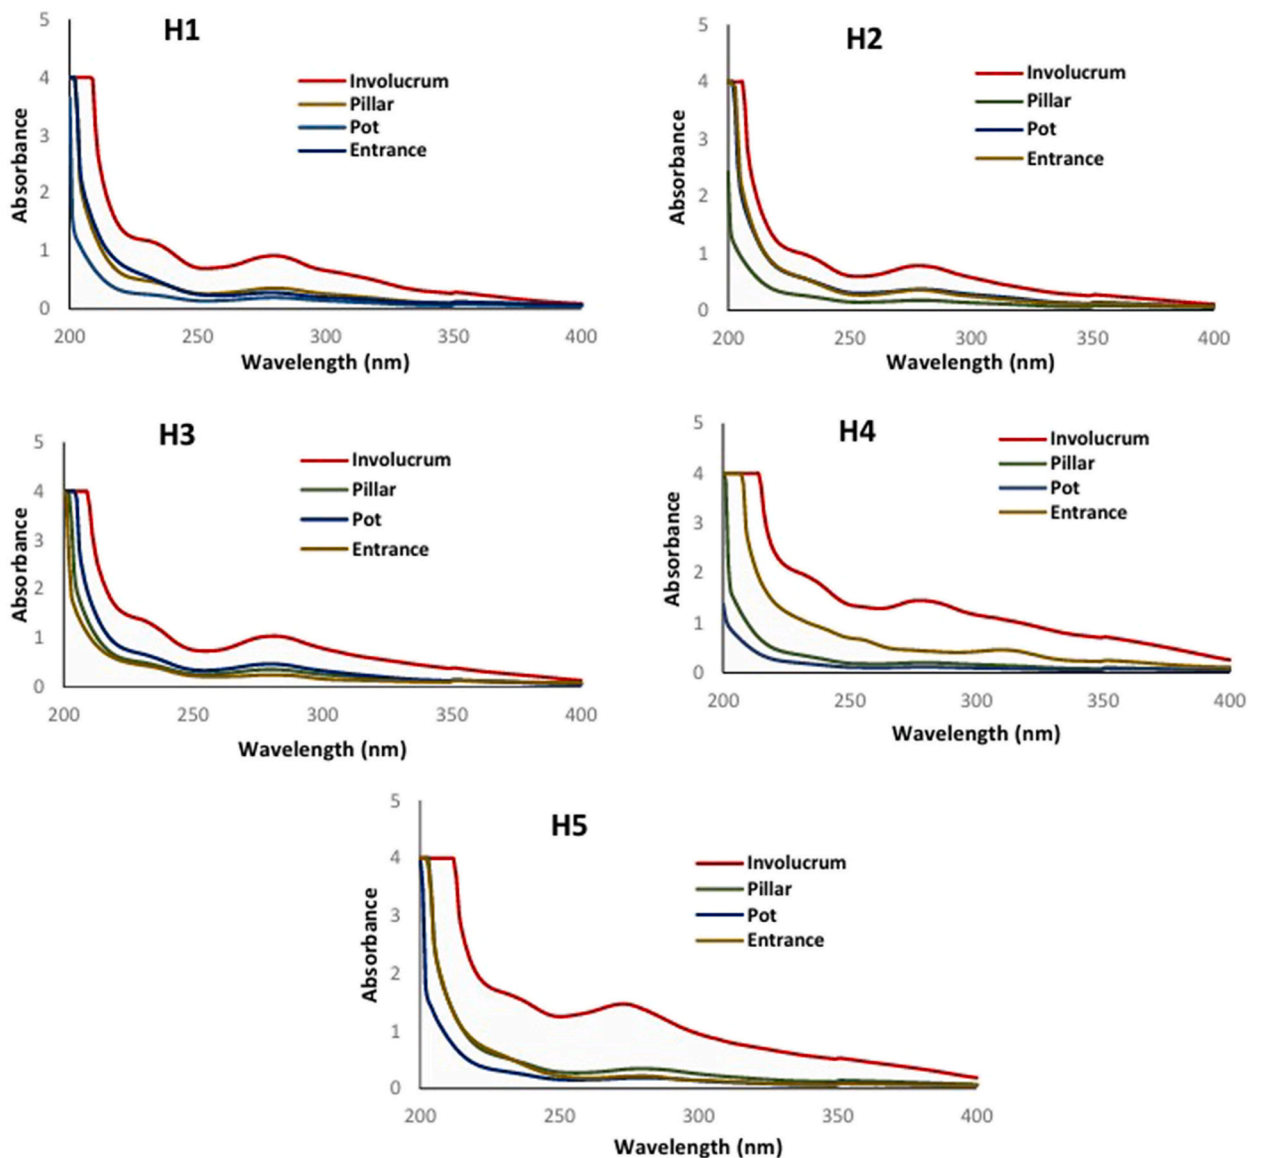 H1
Involucrum
Pillar
Pot
Entrance
Absorbance
5
4
3
2
1
0
200 250 300 350 400
Wavelength (nm)
H2
Involucrum
Pillar
Pot
Entrance
Absorbance
5
4
3
2
1
0
200 250 300 350 400
Wavelength (nm)
H3
Involucrum
Pillar
Pot
Entrance
Absorbance
5
4
3
2
1
0
200 250 300 350 400
Wavelength (nm)
H4
Involucrum
Pillar
Pot
Entrance
Absorbance
5
4
3
2
1
0
200 250 300 350 400
Wavelength (nm)
H5
Involucrum
Pillar
Pot
Entrance
Absorbance
5
4
3
2
1
0
200 250 300 350 400
Wavelength (nm)